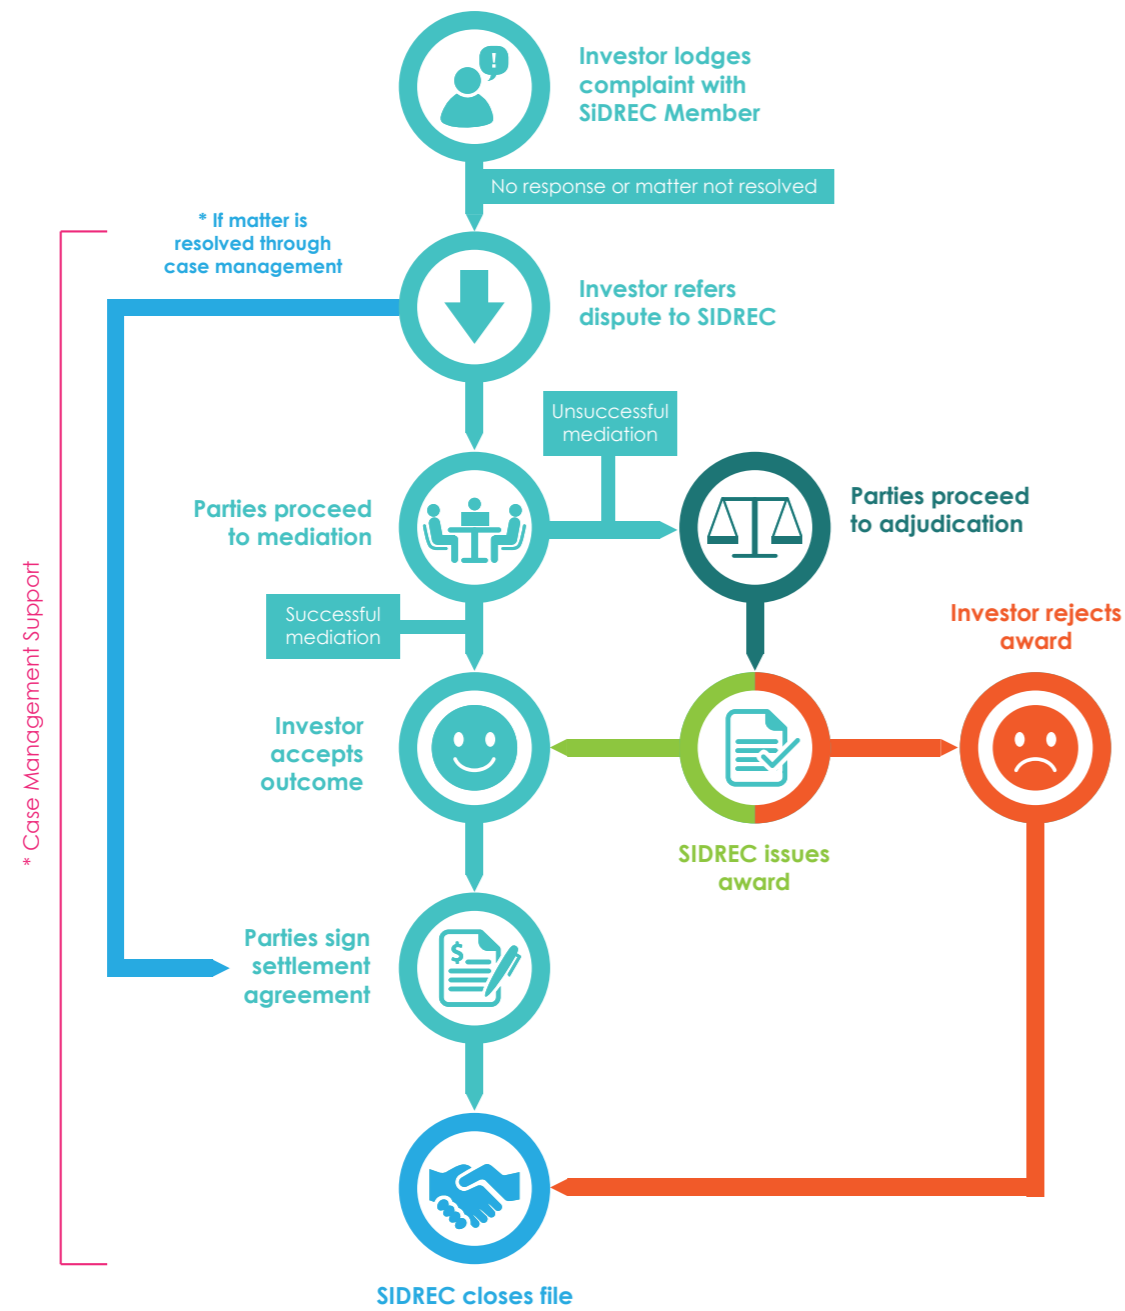 Investor lodges
complaint with
SiDREC Member
No response or matter not resolved
* If matter is
resolved through
case management
Investor refers
dispute to SIDREC
Unsuccessful
mediation
Parties proceed
to mediation
Parties proceed
to adjudication
* Case Management Support
Successful
mediation
Investor rejects
award
Investor
accepts
outcome
SIDREC issues
award
Parties sign
settlement
agreement
$
SIDREC closes file